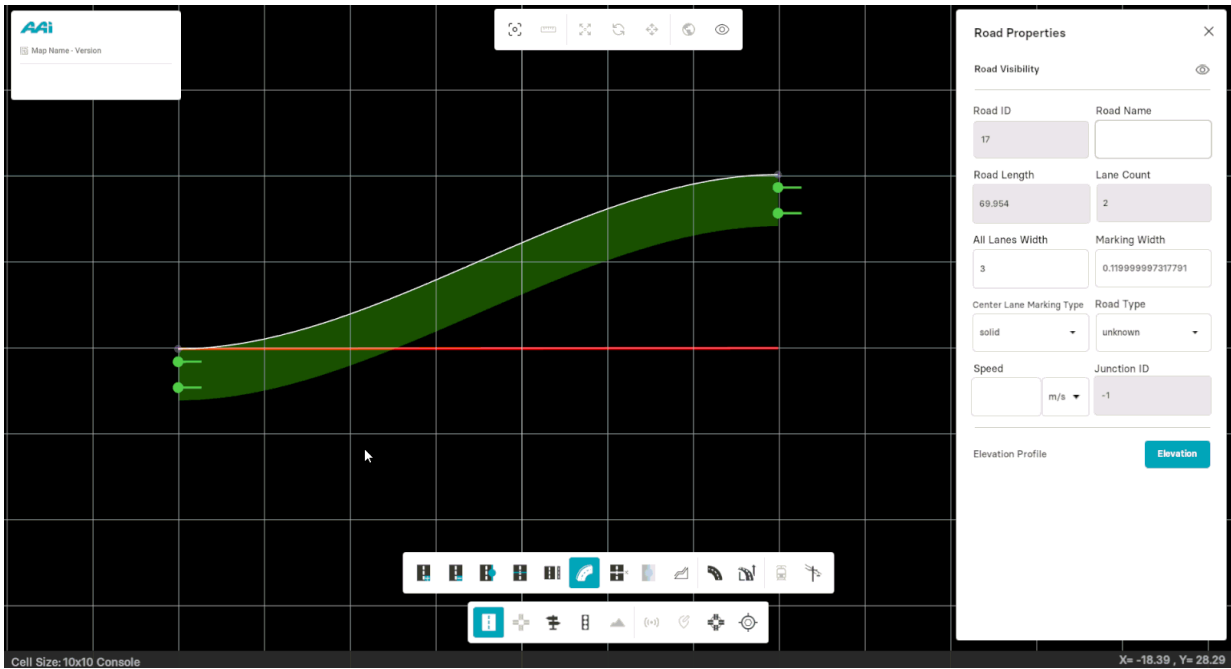 AAi
Map Name - Version
Road Properties
Road Visibility
Road ID
Road Name
17
Road Length
Lane Count
69.954
2
All Lanes Width
Marking Width
3
0.119999997317791
Center Lane Marking Type
Road Type
solid
unknown
Speed
Junction ID
m/s
-1
Elevation Profile
Elevation
Cell Size: 10x10 Console
X= -18.39 , Y= 28.29